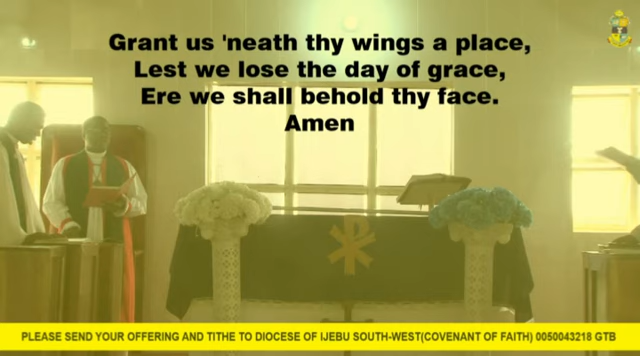 Grant us 'neath thy wings a place,
Lest we lose the day of grace,
Ere we shall behold thy face.
Amen
PLEASE SEND YOUR OFFERING AND TITHE TO DIOCESE OF IJEBU SOUTH-WEST(COVENANT OF FAITH) 0050043218 GTB